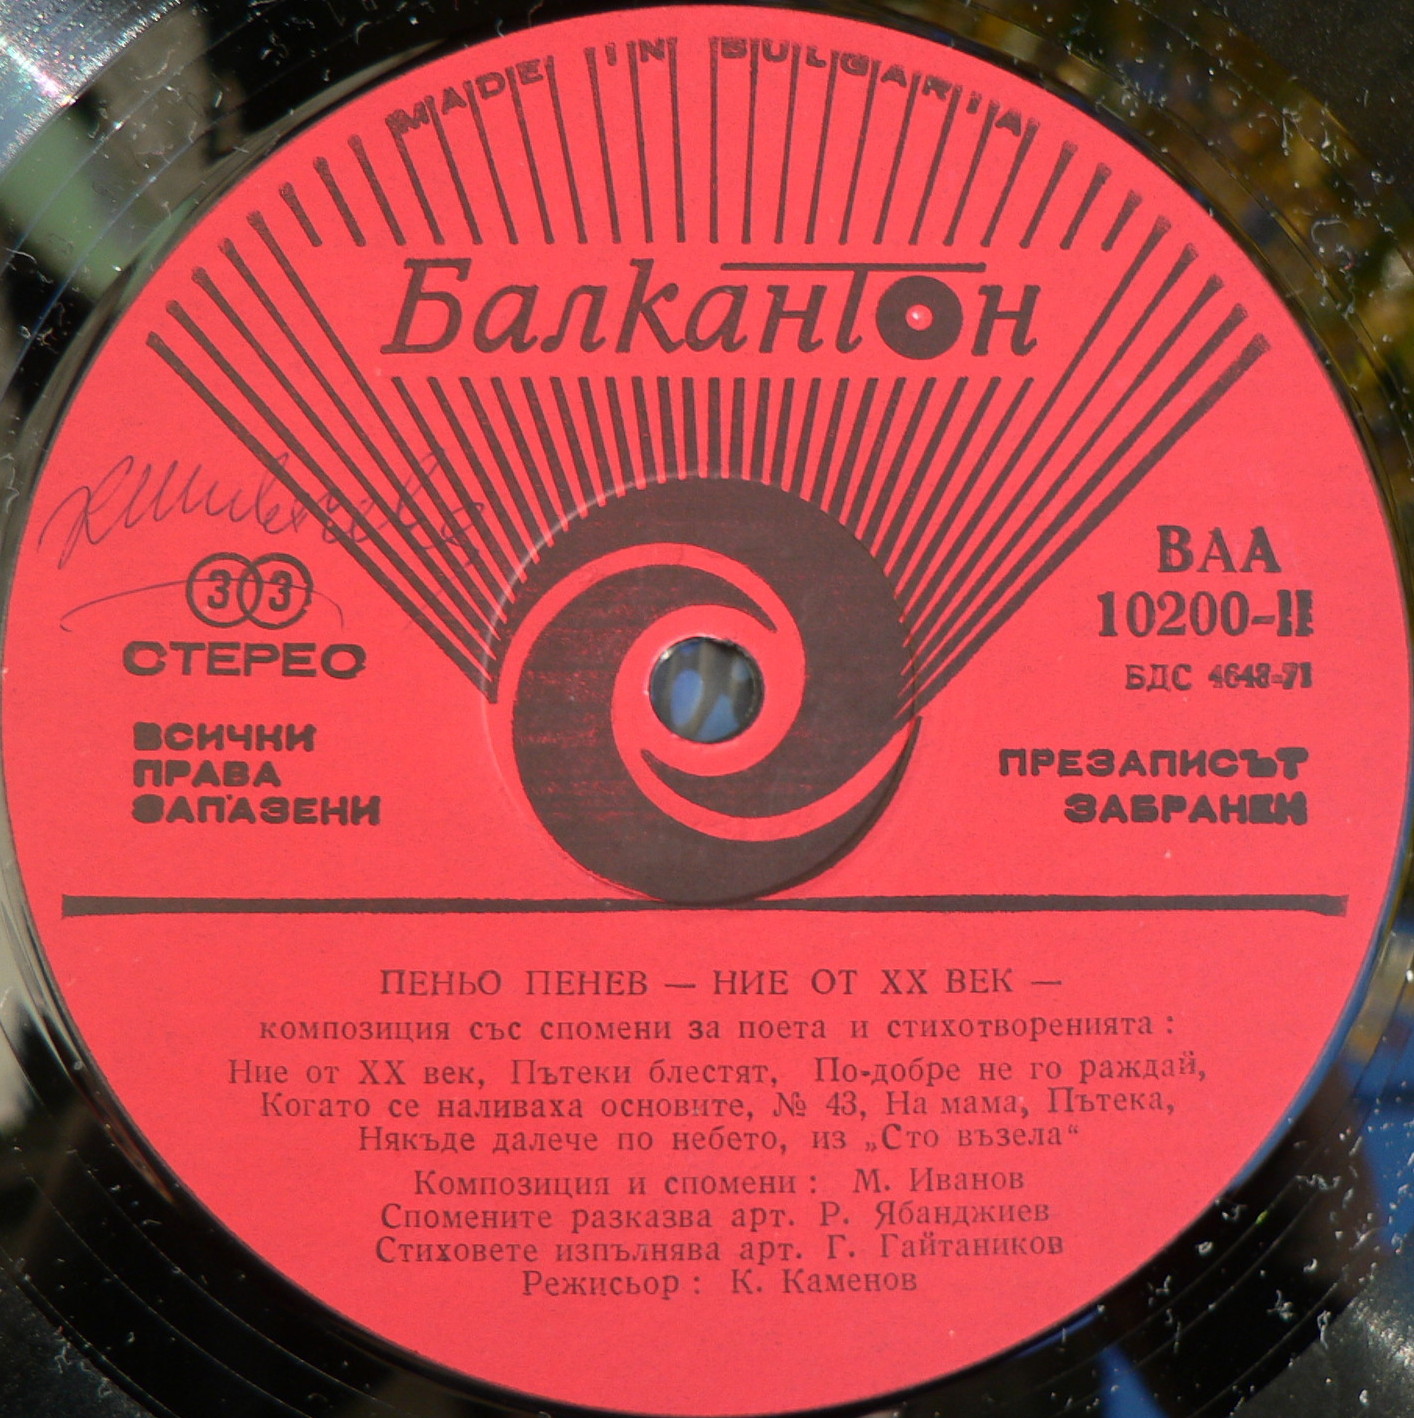 MADE IN BULGARIA
Балкантон
33
СТЕРЕО
ВСИЧКИ
ПРАВА
ЗАПАЗЕНИ
ВАА
10200-II
БДС 4643-71
ПРЕЗАПИСЪТ
ЗАБРАНЕН
ПЕНЬО ПЕНЕВ — НИЕ ОТ XX ВЕК —
композиция със спомени за поета и стихотворенията :
Ние от XX век, Пътеки блестят, По-добре не го раждай,
Когато се наливаха основите, № 43, На мама, Пътека,
Някъде далече по небето, из „Сто възела“
Композиция и спомени : М. Иванов
Спомените разказва арт. Р. Ябанджиев
Стиховете изпълнява арт. Г. Гайтаников
Режисьор : К. Каменов